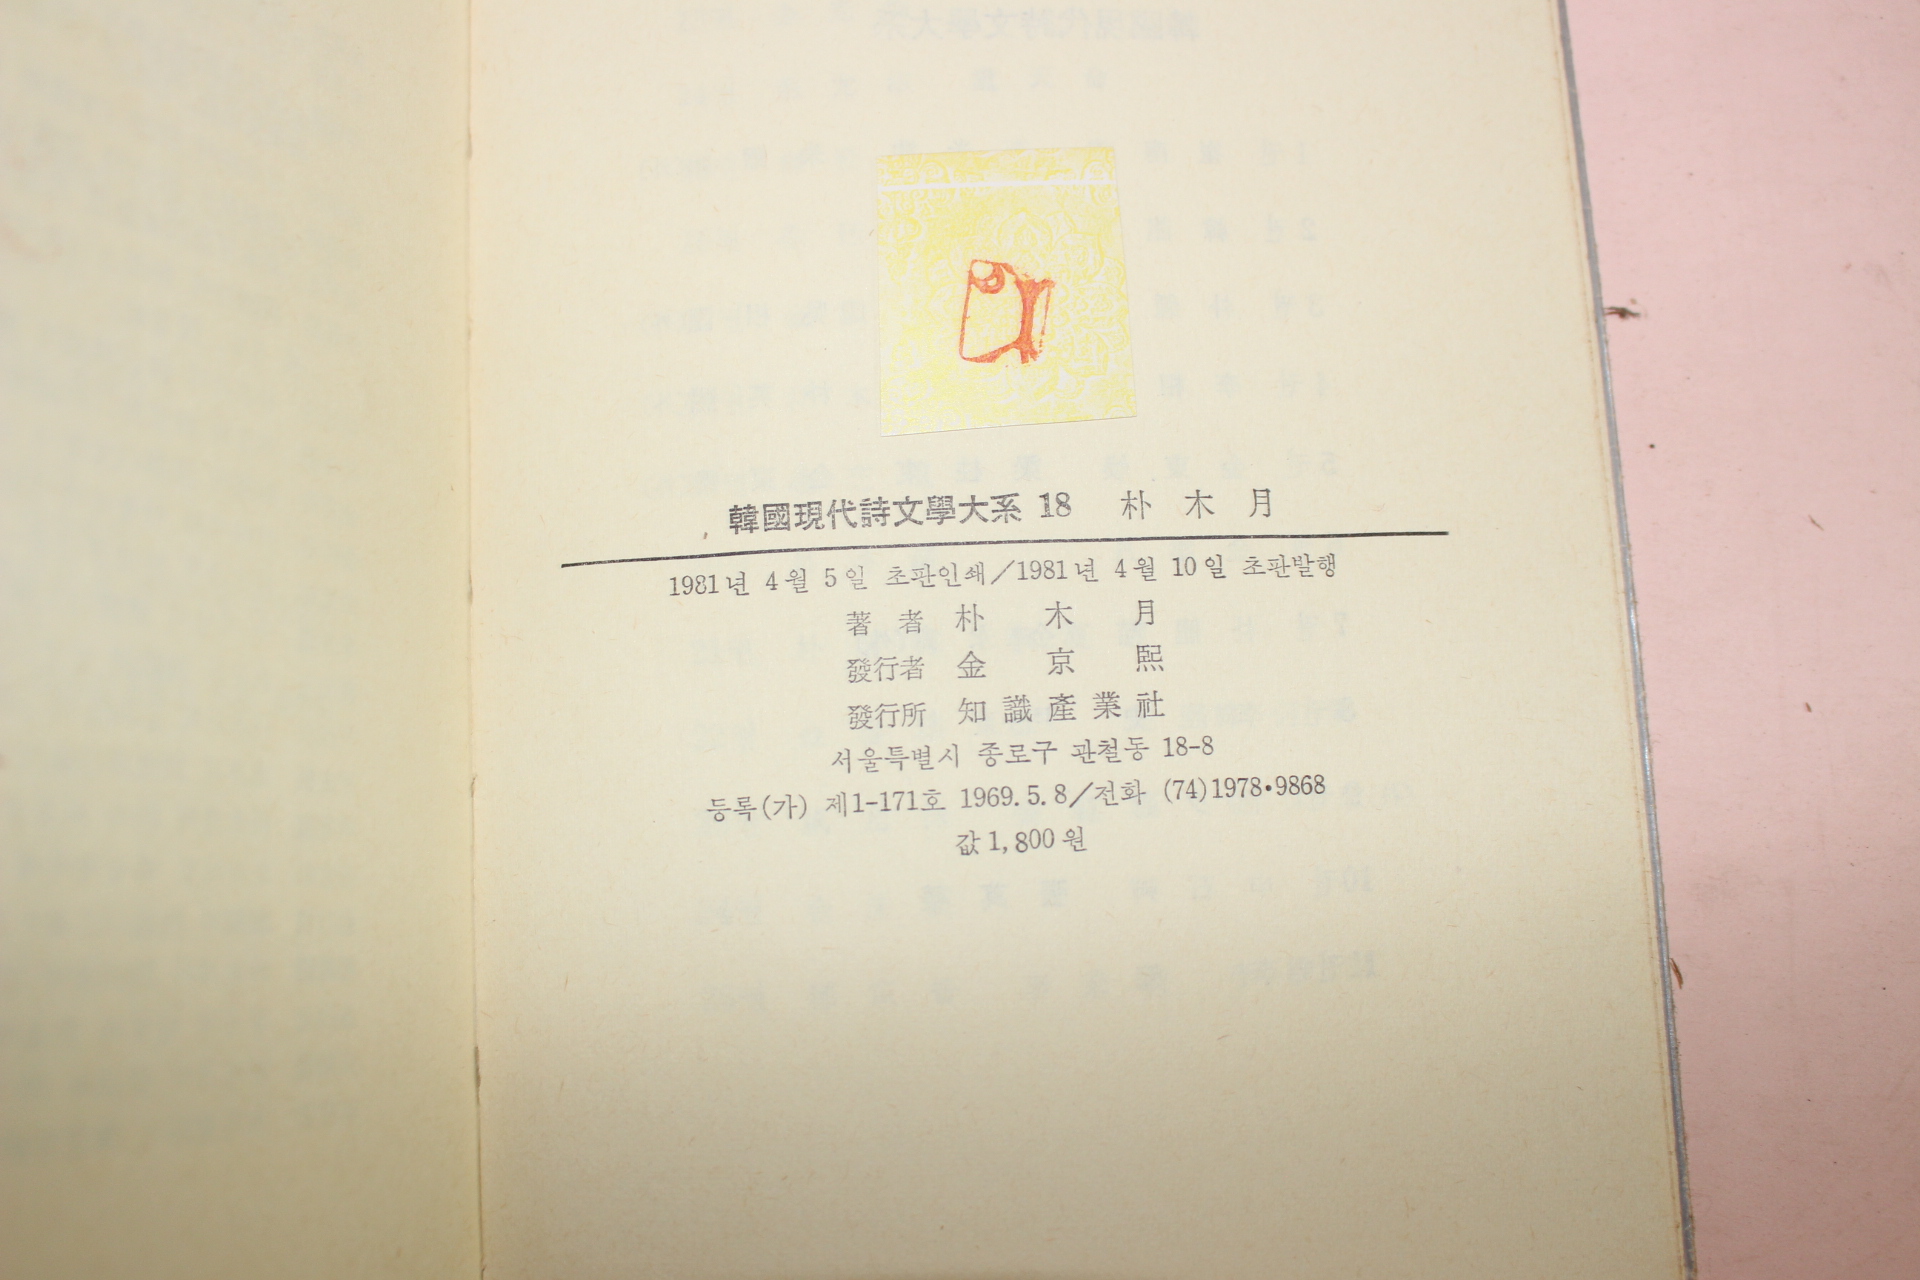 韓國現代詩文學大系 18 朴木月
1981년 4월 5일 초판인쇄/1981년 4월 10일 초판발행
著者 朴木月
發行者 金京熙
發行所 知識產業社
서울특별시 종로구 관철동 18-8
등록(가) 제1-171호 1969. 5. 8/전화 (74)1978·9868
값 1,800원